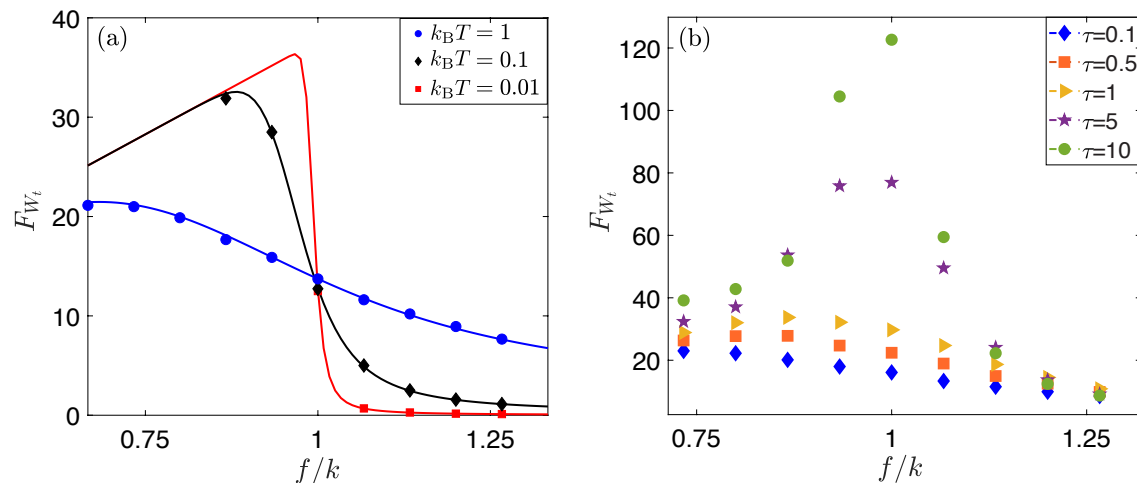 (a)
k_B T = 1
k_B T = 0.1
k_B T = 0.01
40
30
20
10
0
F_{W_t}
0.75 1 1.25
f/k
(b)
τ=0.1
τ=0.5
τ=1
τ=5
τ=10
120
100
80
60
40
20
F_{W_t}
0.75 1 1.25
f/k